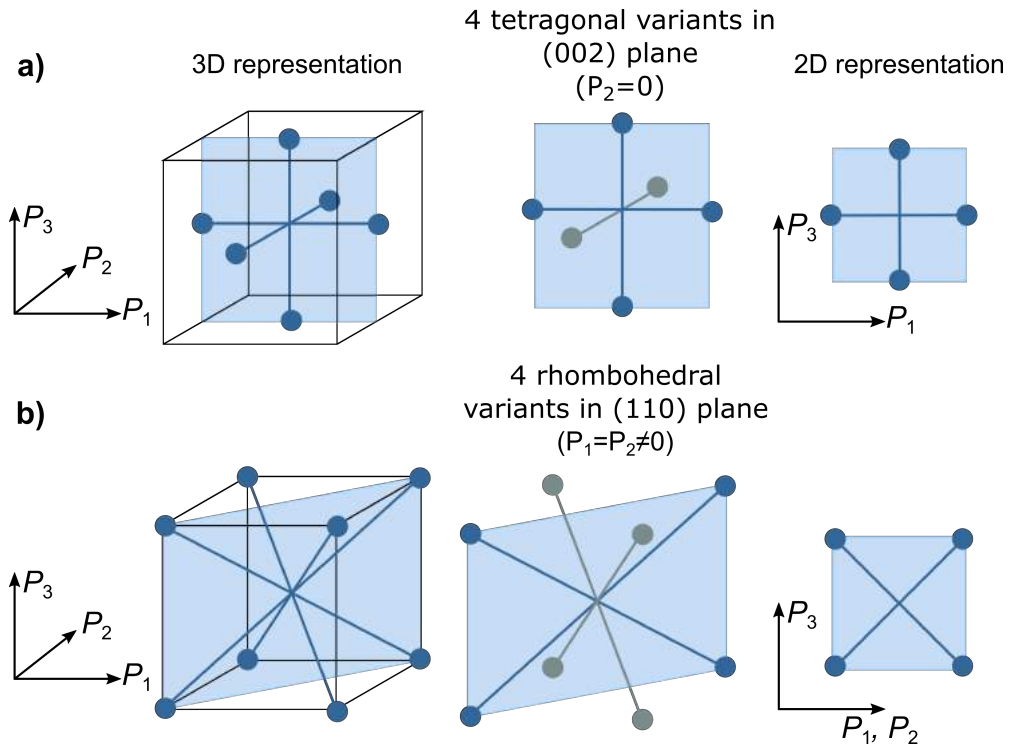 a)
3D representation
4 tetragonal variants in
(002) plane
(P₂=0)
2D representation
P₃
P₂
P₁
P₃
P₁
b)
4 rhombohedral
variants in (110) plane
(P₁=P₂≠0)
P₃
P₂
P₁
P₃
P₁, P₂